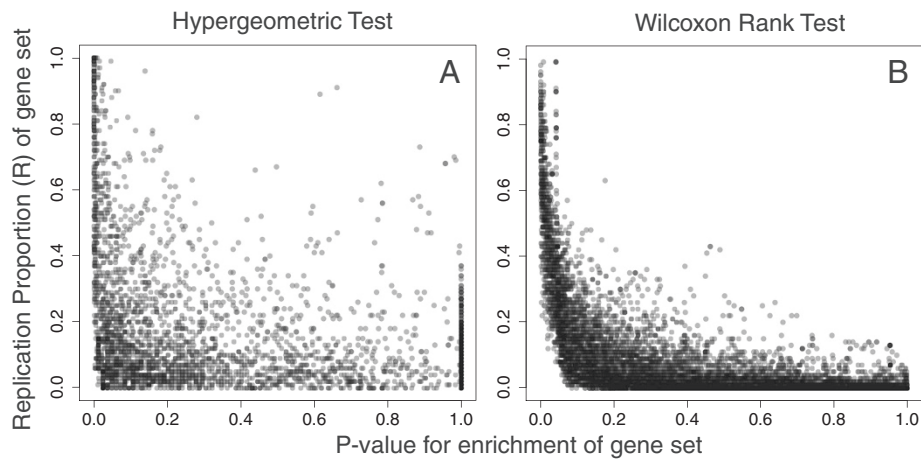 Hypergeometric Test
Wilcoxon Rank Test
Replication Proportion (R) of gene set
A
B
1.0
0.8
0.6
0.4
0.2
0.0
1.0
0.8
0.6
0.4
0.2
0.0
0.0 0.2 0.4 0.6 0.8 1.0
0.0 0.2 0.4 0.6 0.8 1.0
P-value for enrichment of gene set